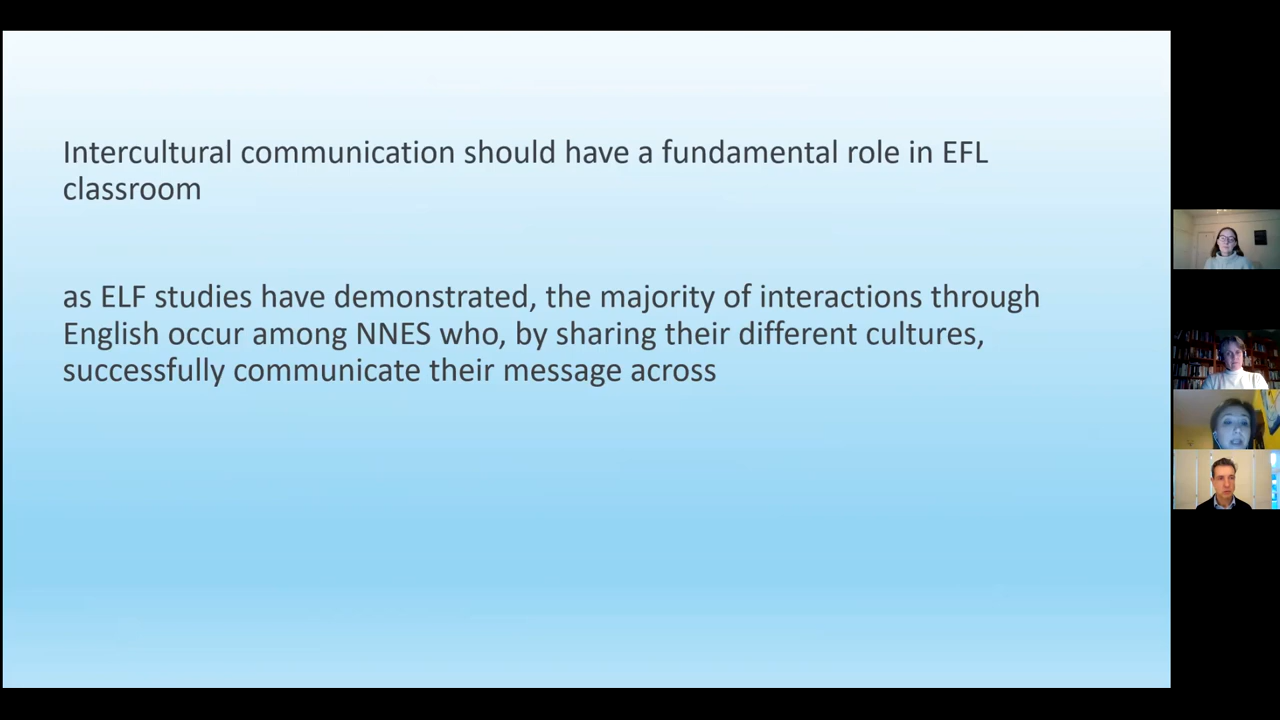 Intercultural communication should have a fundamental role in EFL
classroom
as ELF studies have demonstrated, the majority of interactions through
English occur among NNES who, by sharing their different cultures,
successfully communicate their message across